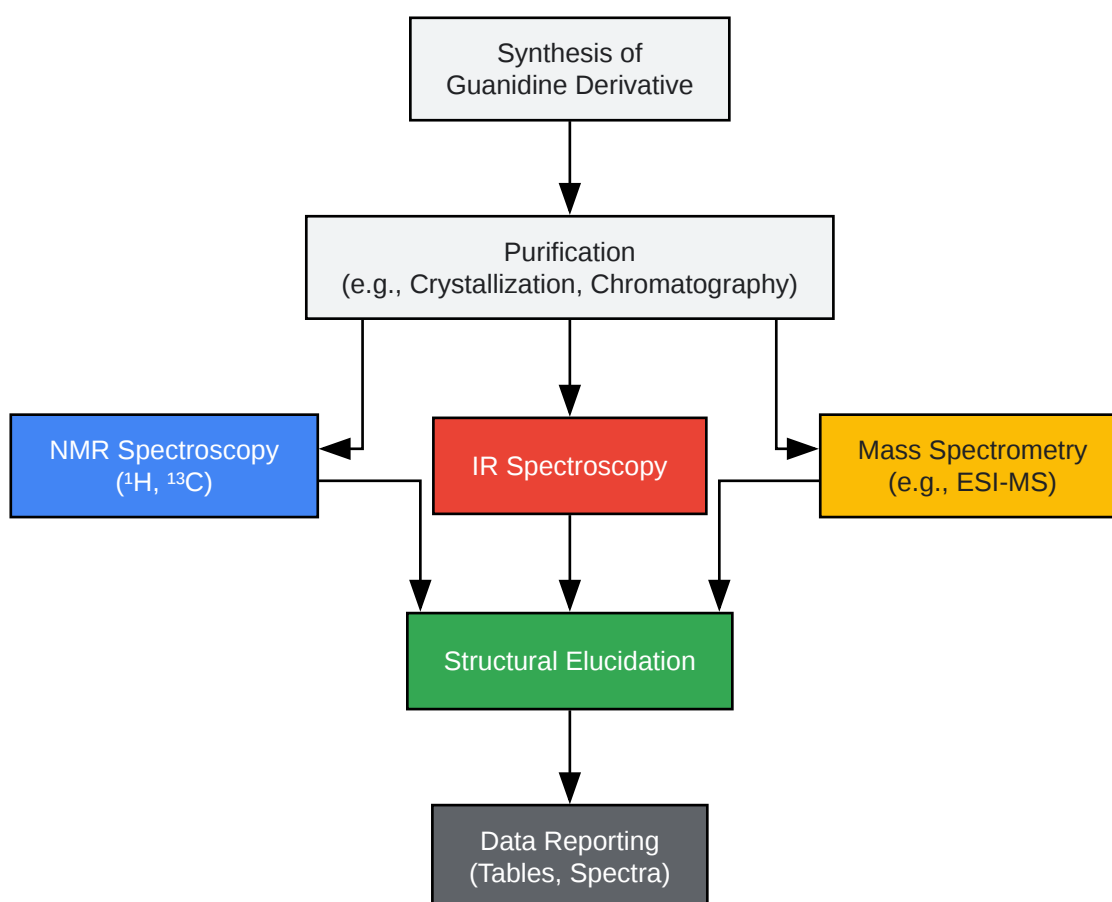 Synthesis of
Guanidine Derivative
Purification
(e.g., Crystallization, Chromatography)
NMR Spectroscopy
(¹H, ¹³C)
IR Spectroscopy
Mass Spectrometry
(e.g., ESI-MS)
Structural Elucidation
Data Reporting
(Tables, Spectra)